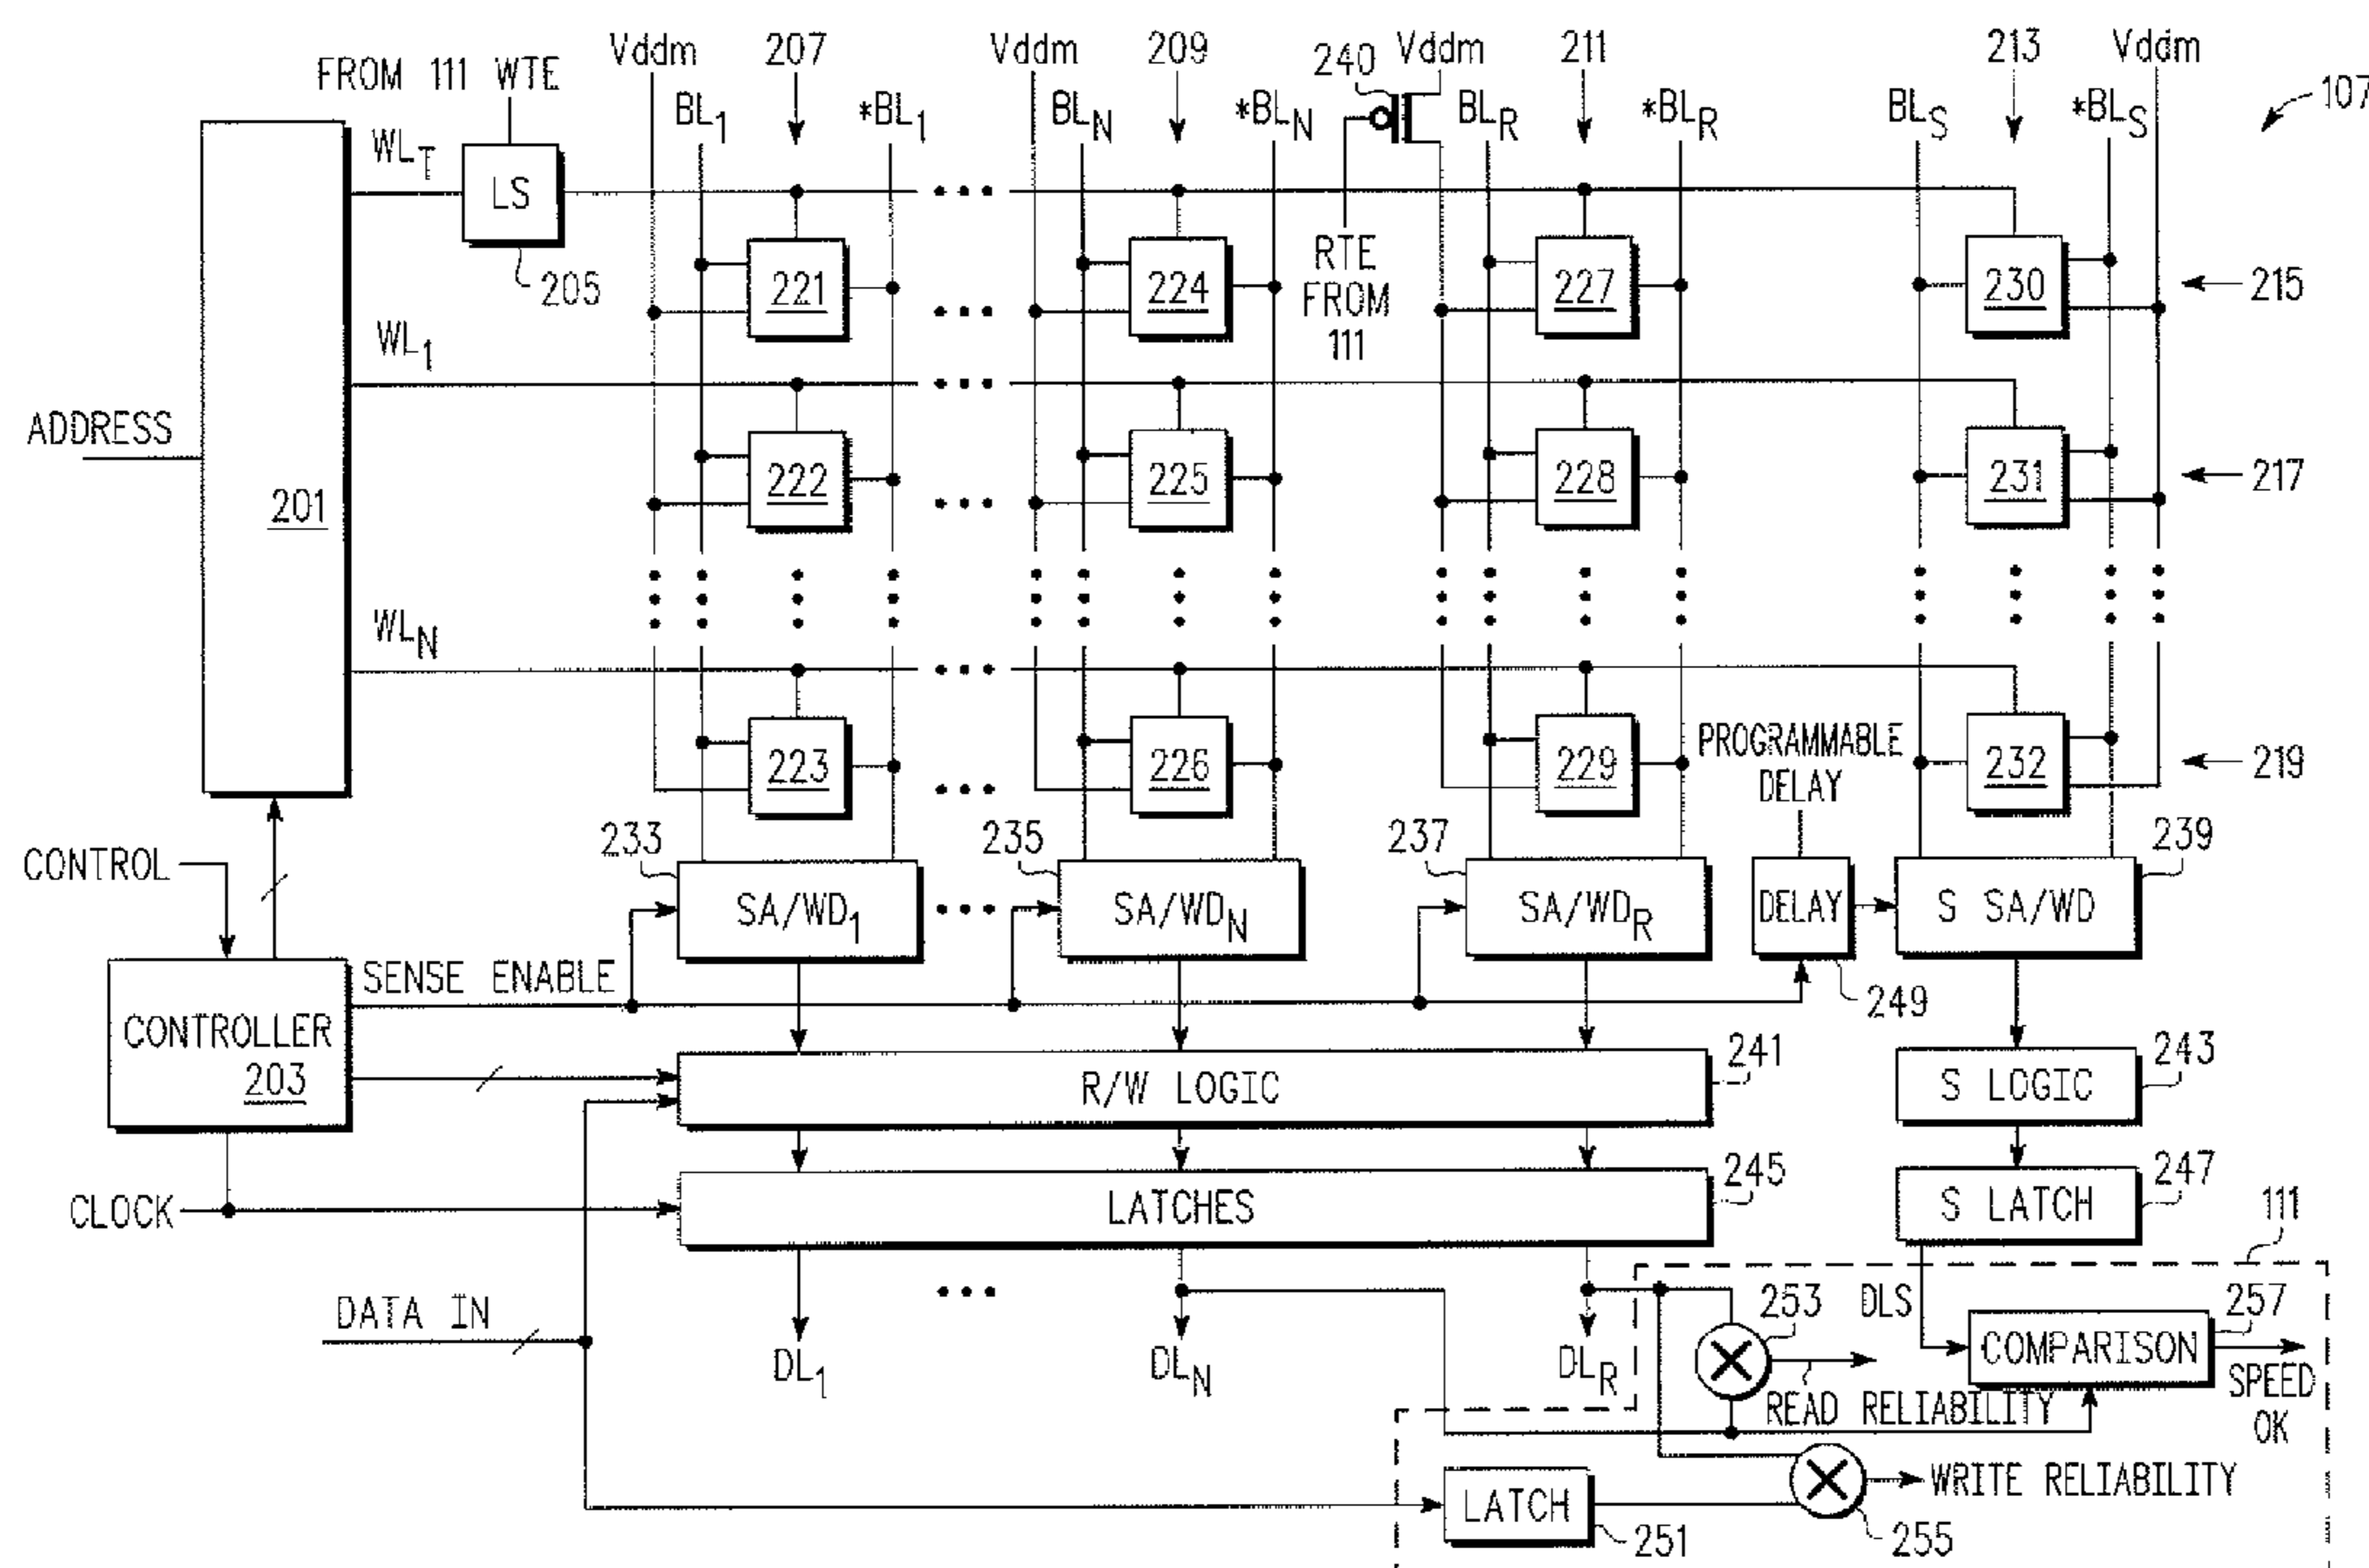 Vddm
207
Vddm
209
240
Vddm
211
213
Vddm
107
FROM 111 WTE
BL1
*BL1
BLN
*BLN
BLR
*BLR
BLS
*BLS
WLT
LS
205
221
224
RTE
FROM
111
227
230
215
WL1
ADDRESS
201
222
225
228
231
217
WLN
223
226
229
PROGRAMMABLE
DELAY
232
219
CONTROL
233
235
237
239
SA/WD1
SA/WDN
SA/WDR
DELAY
S SA/WD
SENSE ENABLE
249
CONTROLLER
203
R/W LOGIC
241
S LOGIC
243
CLOCK
LATCHES
245
S LATCH
247
111
DATA IN
DL1
DLN
DLR
253
DLS
COMPARISON
257
READ RELIABILITY
SPEED
OK
LATCH
251
255
WRITE RELIABILITY